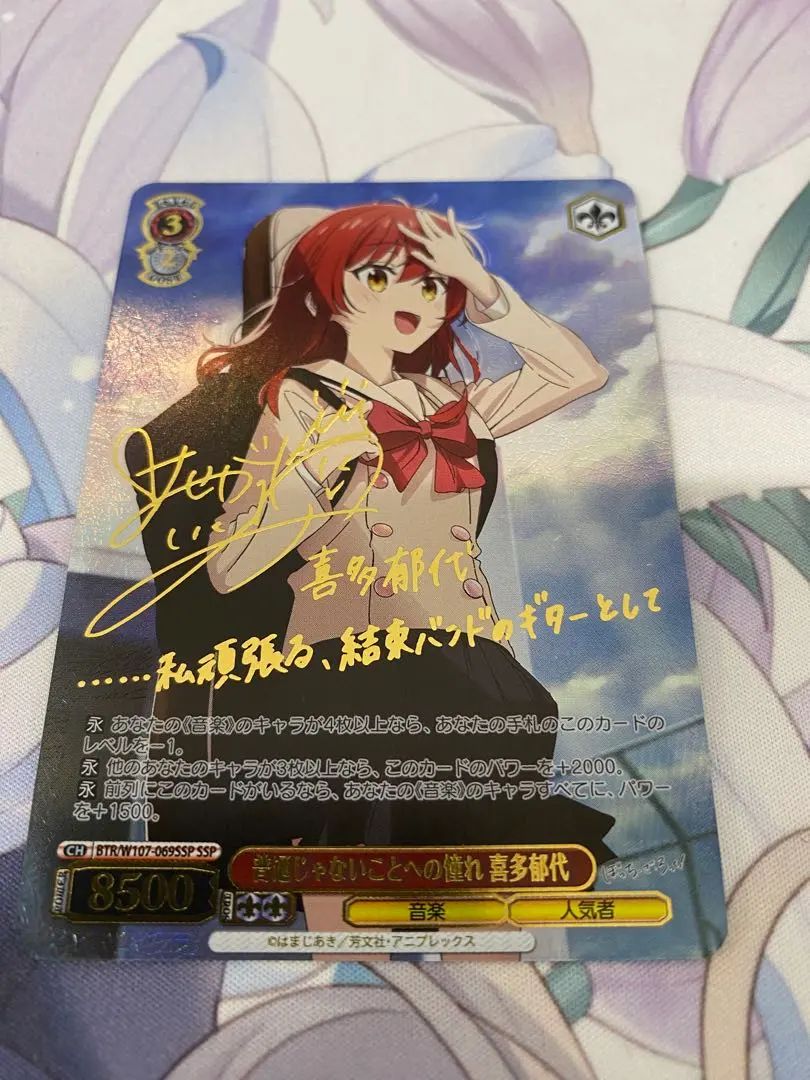 LEVEL
3
2
COST
喜多郁代
……私頑張る、結束バンドのギターとして
永 あなたの《音楽》のキャラが4枚以上なら、あなたの手札のこのカードの
レベルを－1。
永 他のあなたのキャラが3枚以上なら、このカードのパワーを＋2000。
永 前列にこのカードがいるなら、あなたの《音楽》のキャラすべてに、パワー
を＋1500。
CH BTR/W107-069SSP SSP
普通じゃないことへの憧れ 喜多郁代
ぼっち・ざ・ろっく!
POWER
8500
音楽
人気者
©はまじあき／芳文社・アニプレックス